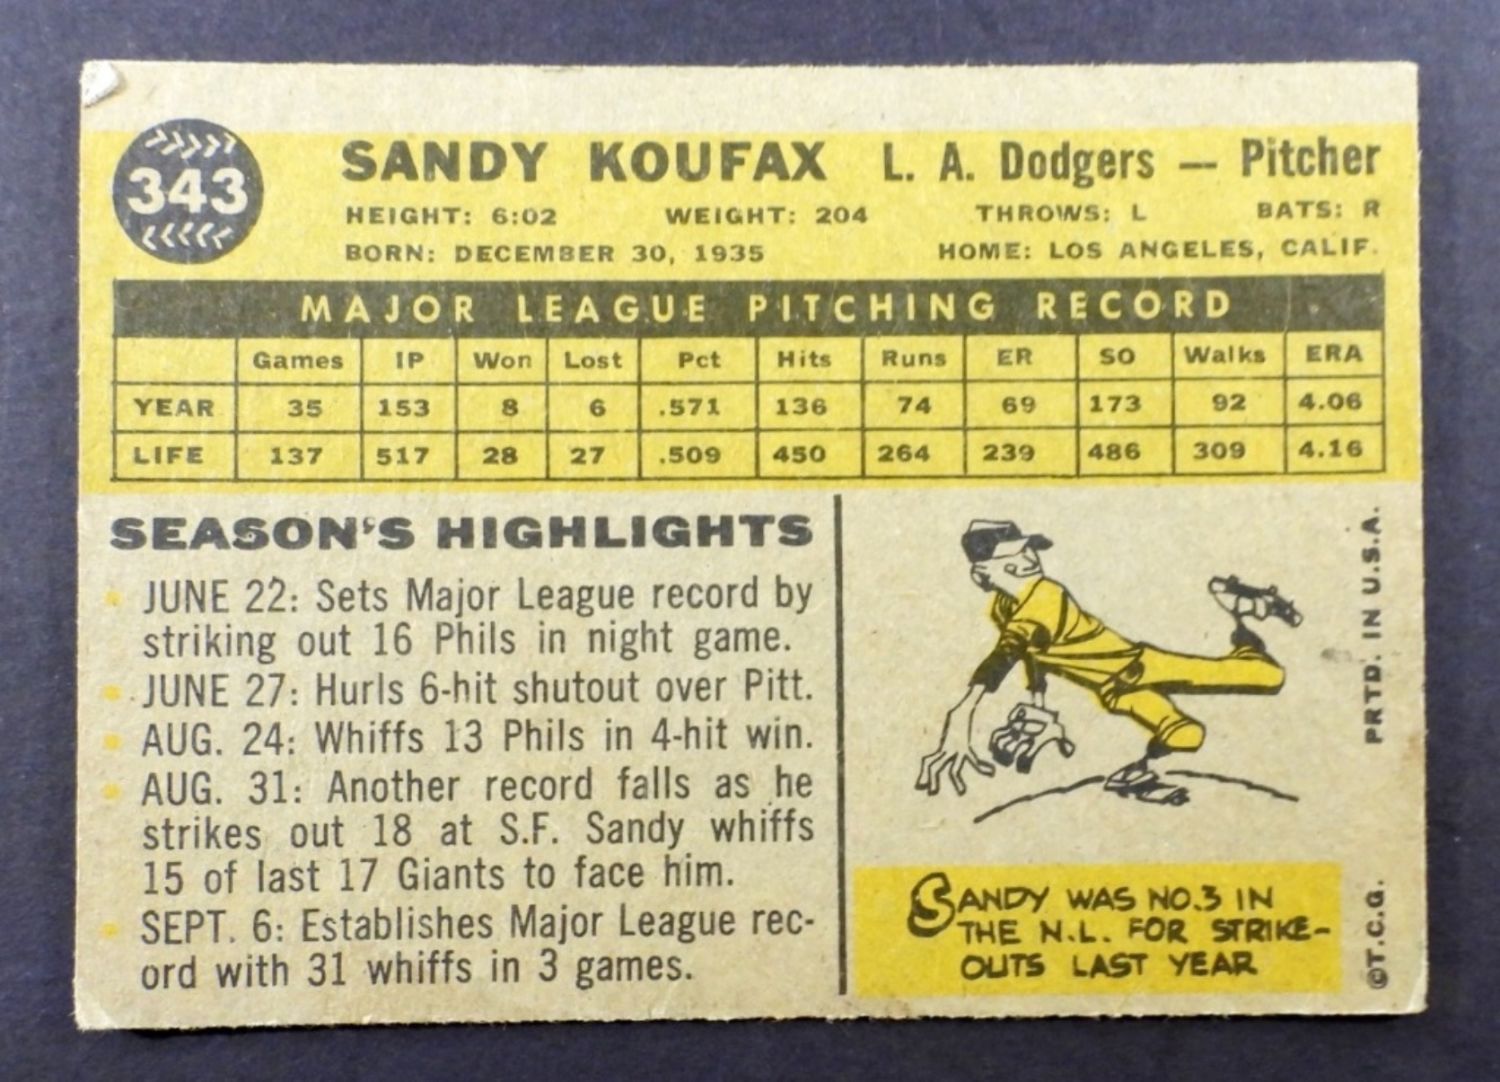 343
SANDY KOUFAX L. A. Dodgers — Pitcher
HEIGHT: 6:02 WEIGHT: 204 THROWS: L BATS: R
BORN: DECEMBER 30, 1935 HOME: LOS ANGELES, CALIF.
MAJOR LEAGUE PITCHING RECORD
Games IP Won Lost Pct Hits Runs ER SO Walks ERA
YEAR 35 153 8 6 .571 136 74 69 173 92 4.06
LIFE 137 517 28 27 .509 450 264 239 486 309 4.16
SEASON'S HIGHLIGHTS
JUNE 22: Sets Major League record by
striking out 16 Phils in night game.
JUNE 27: Hurls 6-hit shutout over Pitt.
AUG. 24: Whiffs 13 Phils in 4-hit win.
AUG. 31: Another record falls as he
strikes out 18 at S.F. Sandy whiffs
15 of last 17 Giants to face him.
SEPT. 6: Establishes Major League rec-
ord with 31 whiffs in 3 games.
SANDY WAS NO.3 IN
THE N.L. FOR STRIKE-
OUTS LAST YEAR
©T.C.G. PRTD. IN U.S.A.